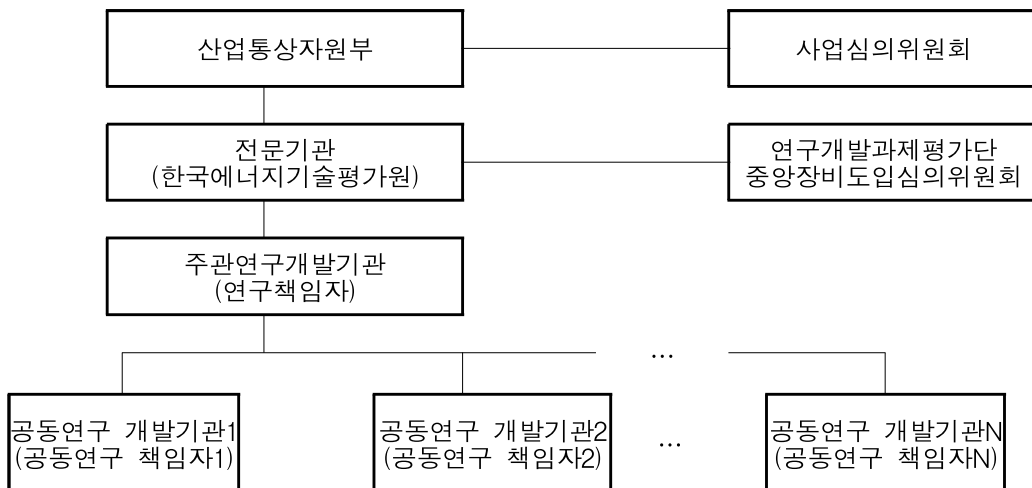 산업통상자원부
사업심의위원회
전문기관
(한국에너지기술평가원)
연구개발과제평가단
중앙장비도입심의위원회
주관연구개발기관
(연구책임자)
...
공동연구 개발기관1
(공동연구 책임자1)
공동연구 개발기관2
(공동연구 책임자2)
...
공동연구 개발기관N
(공동연구 책임자N)